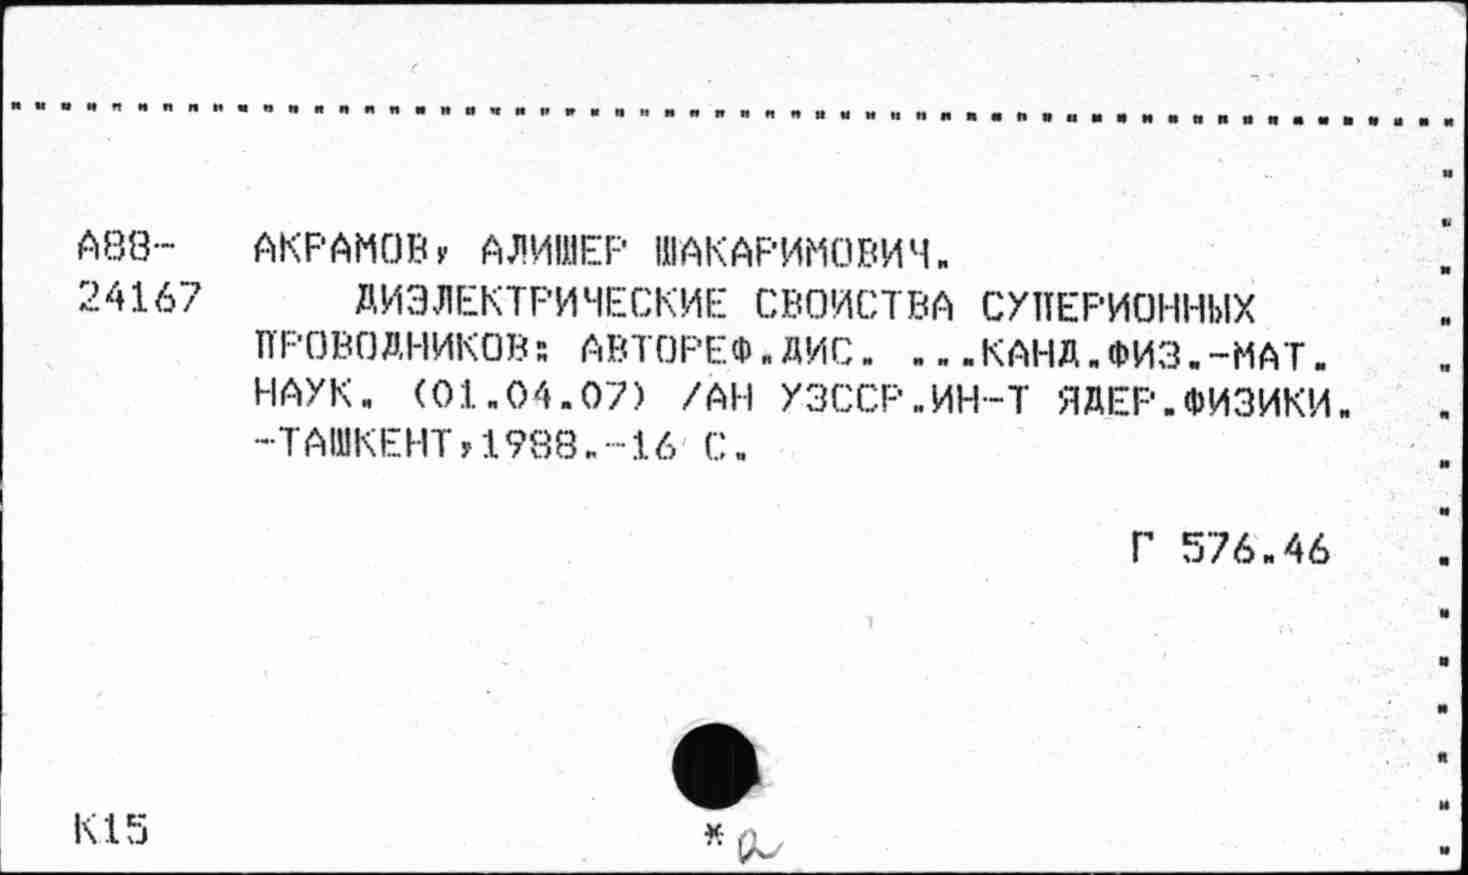 А88-    АКРАМОВ, АЛИШЕР ШАКАРИМОВИЧ.
24167    ДИЭЛЕКТРИЧЕСКИЕ СВОЙСТВА СУПЕРИОННЫХ
ПРОВОДНИКОВ: АВТОРЕФ.ДИС. ...КАНД.ФИЗ.-МАТ.
НАУК. (01.04.07) /АН УЗССР.ИН-Т ЯДЕР.ФИЗИКИ.
-ТАШКЕНТ,1988.-16 С.
Г 576.46
К15    *